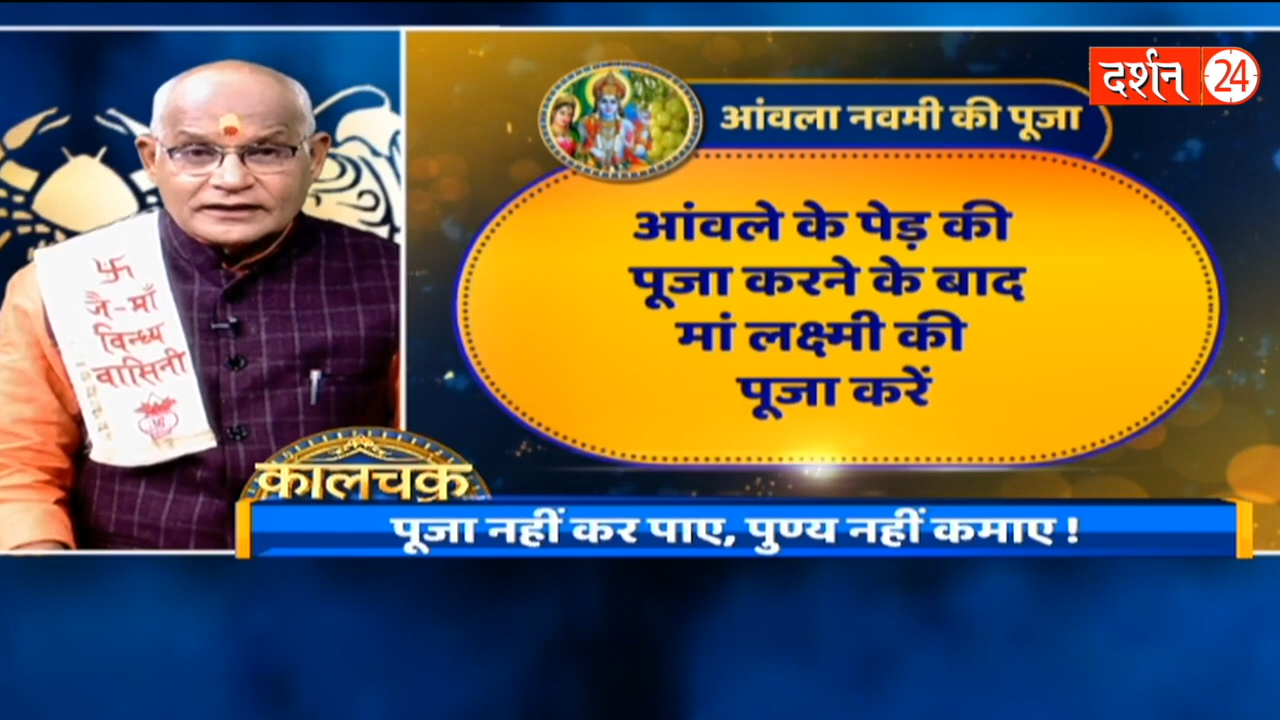 दर्शन 24
आंवला नवमी की पूजा
आंवले के पेड़ की
पूजा करने के बाद
मां लक्ष्मी की
पूजा करें
जै-माँ
विन्ध्य
वासिनी
कालचक्र
पूजा नहीं कर पाए, पुण्य नहीं कमाए !